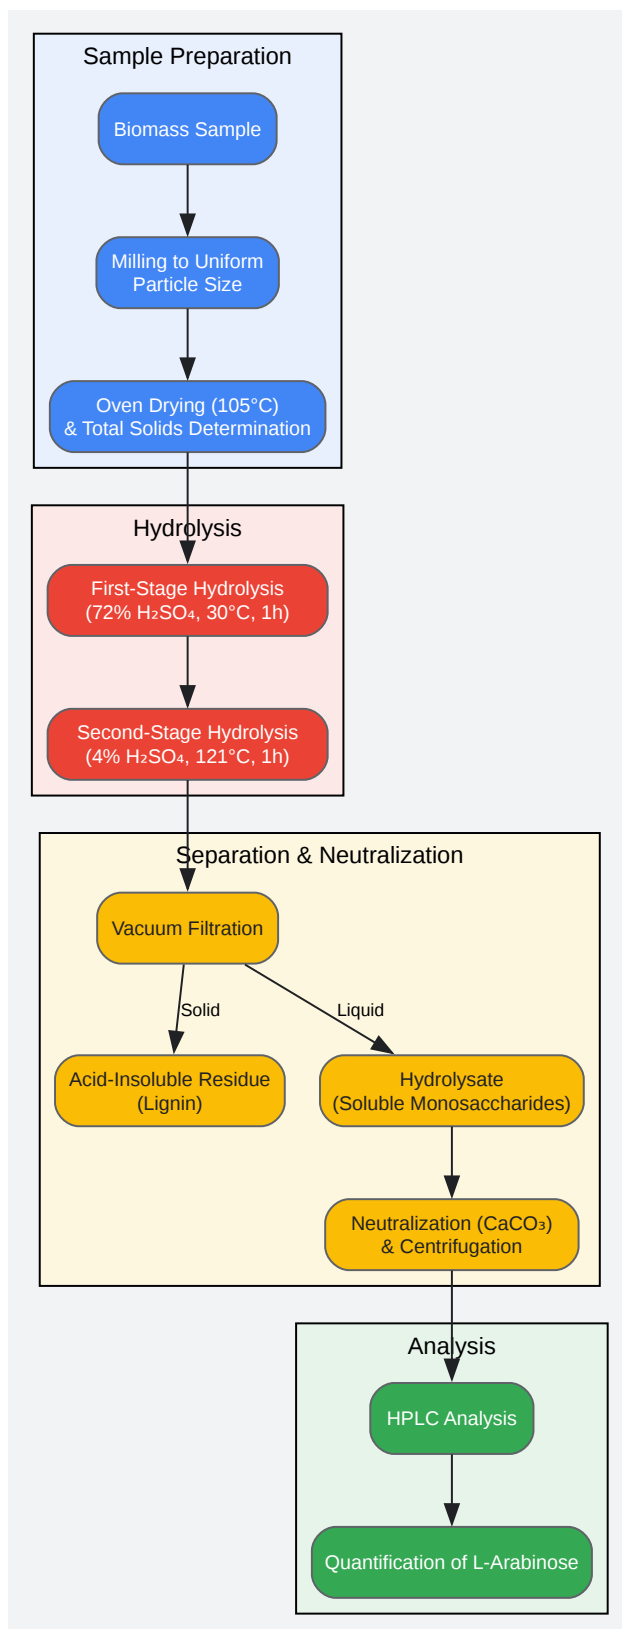 Sample Preparation
Biomass Sample
Milling to Uniform
Particle Size
Oven Drying (105°C)
& Total Solids Determination
Hydrolysis
First-Stage Hydrolysis
(72% H₂SO₄, 30°C, 1h)
Second-Stage Hydrolysis
(4% H₂SO₄, 121°C, 1h)
Separation & Neutralization
Vacuum Filtration
Solid
Liquid
Acid-Insoluble Residue
(Lignin)
Hydrolysate
(Soluble Monosaccharides)
Neutralization (CaCO₃)
& Centrifugation
Analysis
HPLC Analysis
Quantification of L-Arabinose